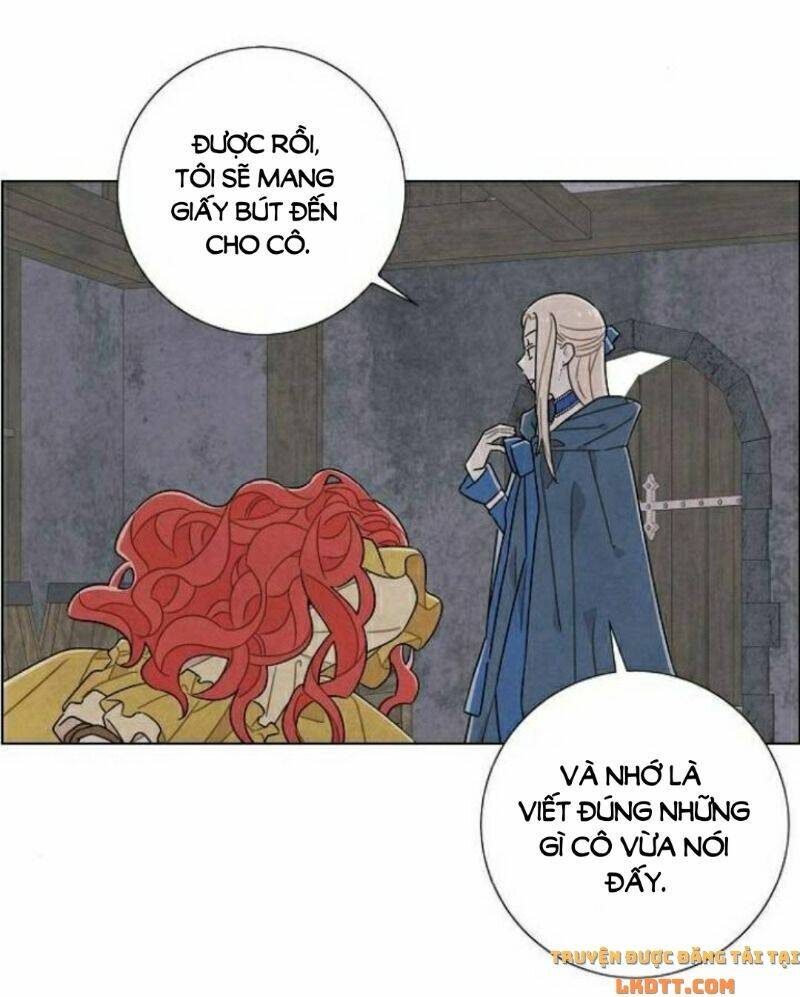 ĐƯỢC RỒI,
TÔI SẼ MANG
GIẤY BÚT ĐẾN
CHO CÔ.
VÀ NHỚ LÀ
VIẾT ĐÚNG NHỮNG
GÌ CÔ VỪA NÓI
ĐẤY.
TRUYỆN ĐƯỢC ĐĂNG TẢI TẠI
LKDTT.COM